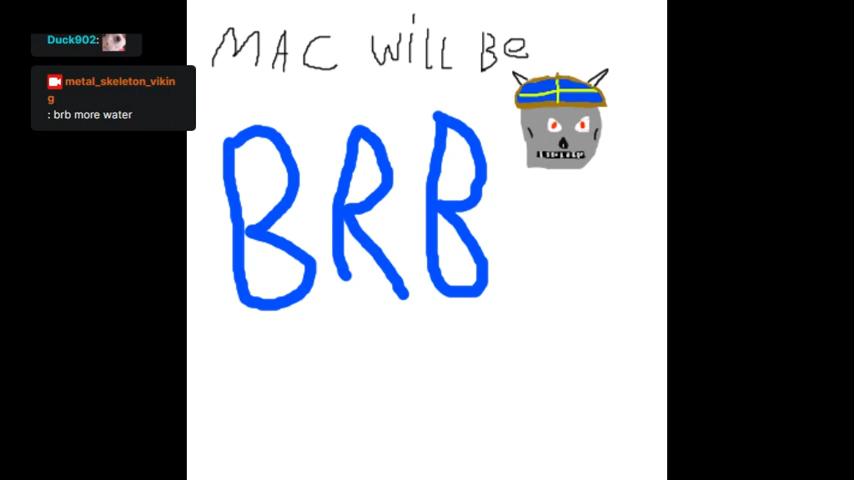 MAC will Be
Duck902:
metal_skeleton_vikin
g
: brb more water
BRB